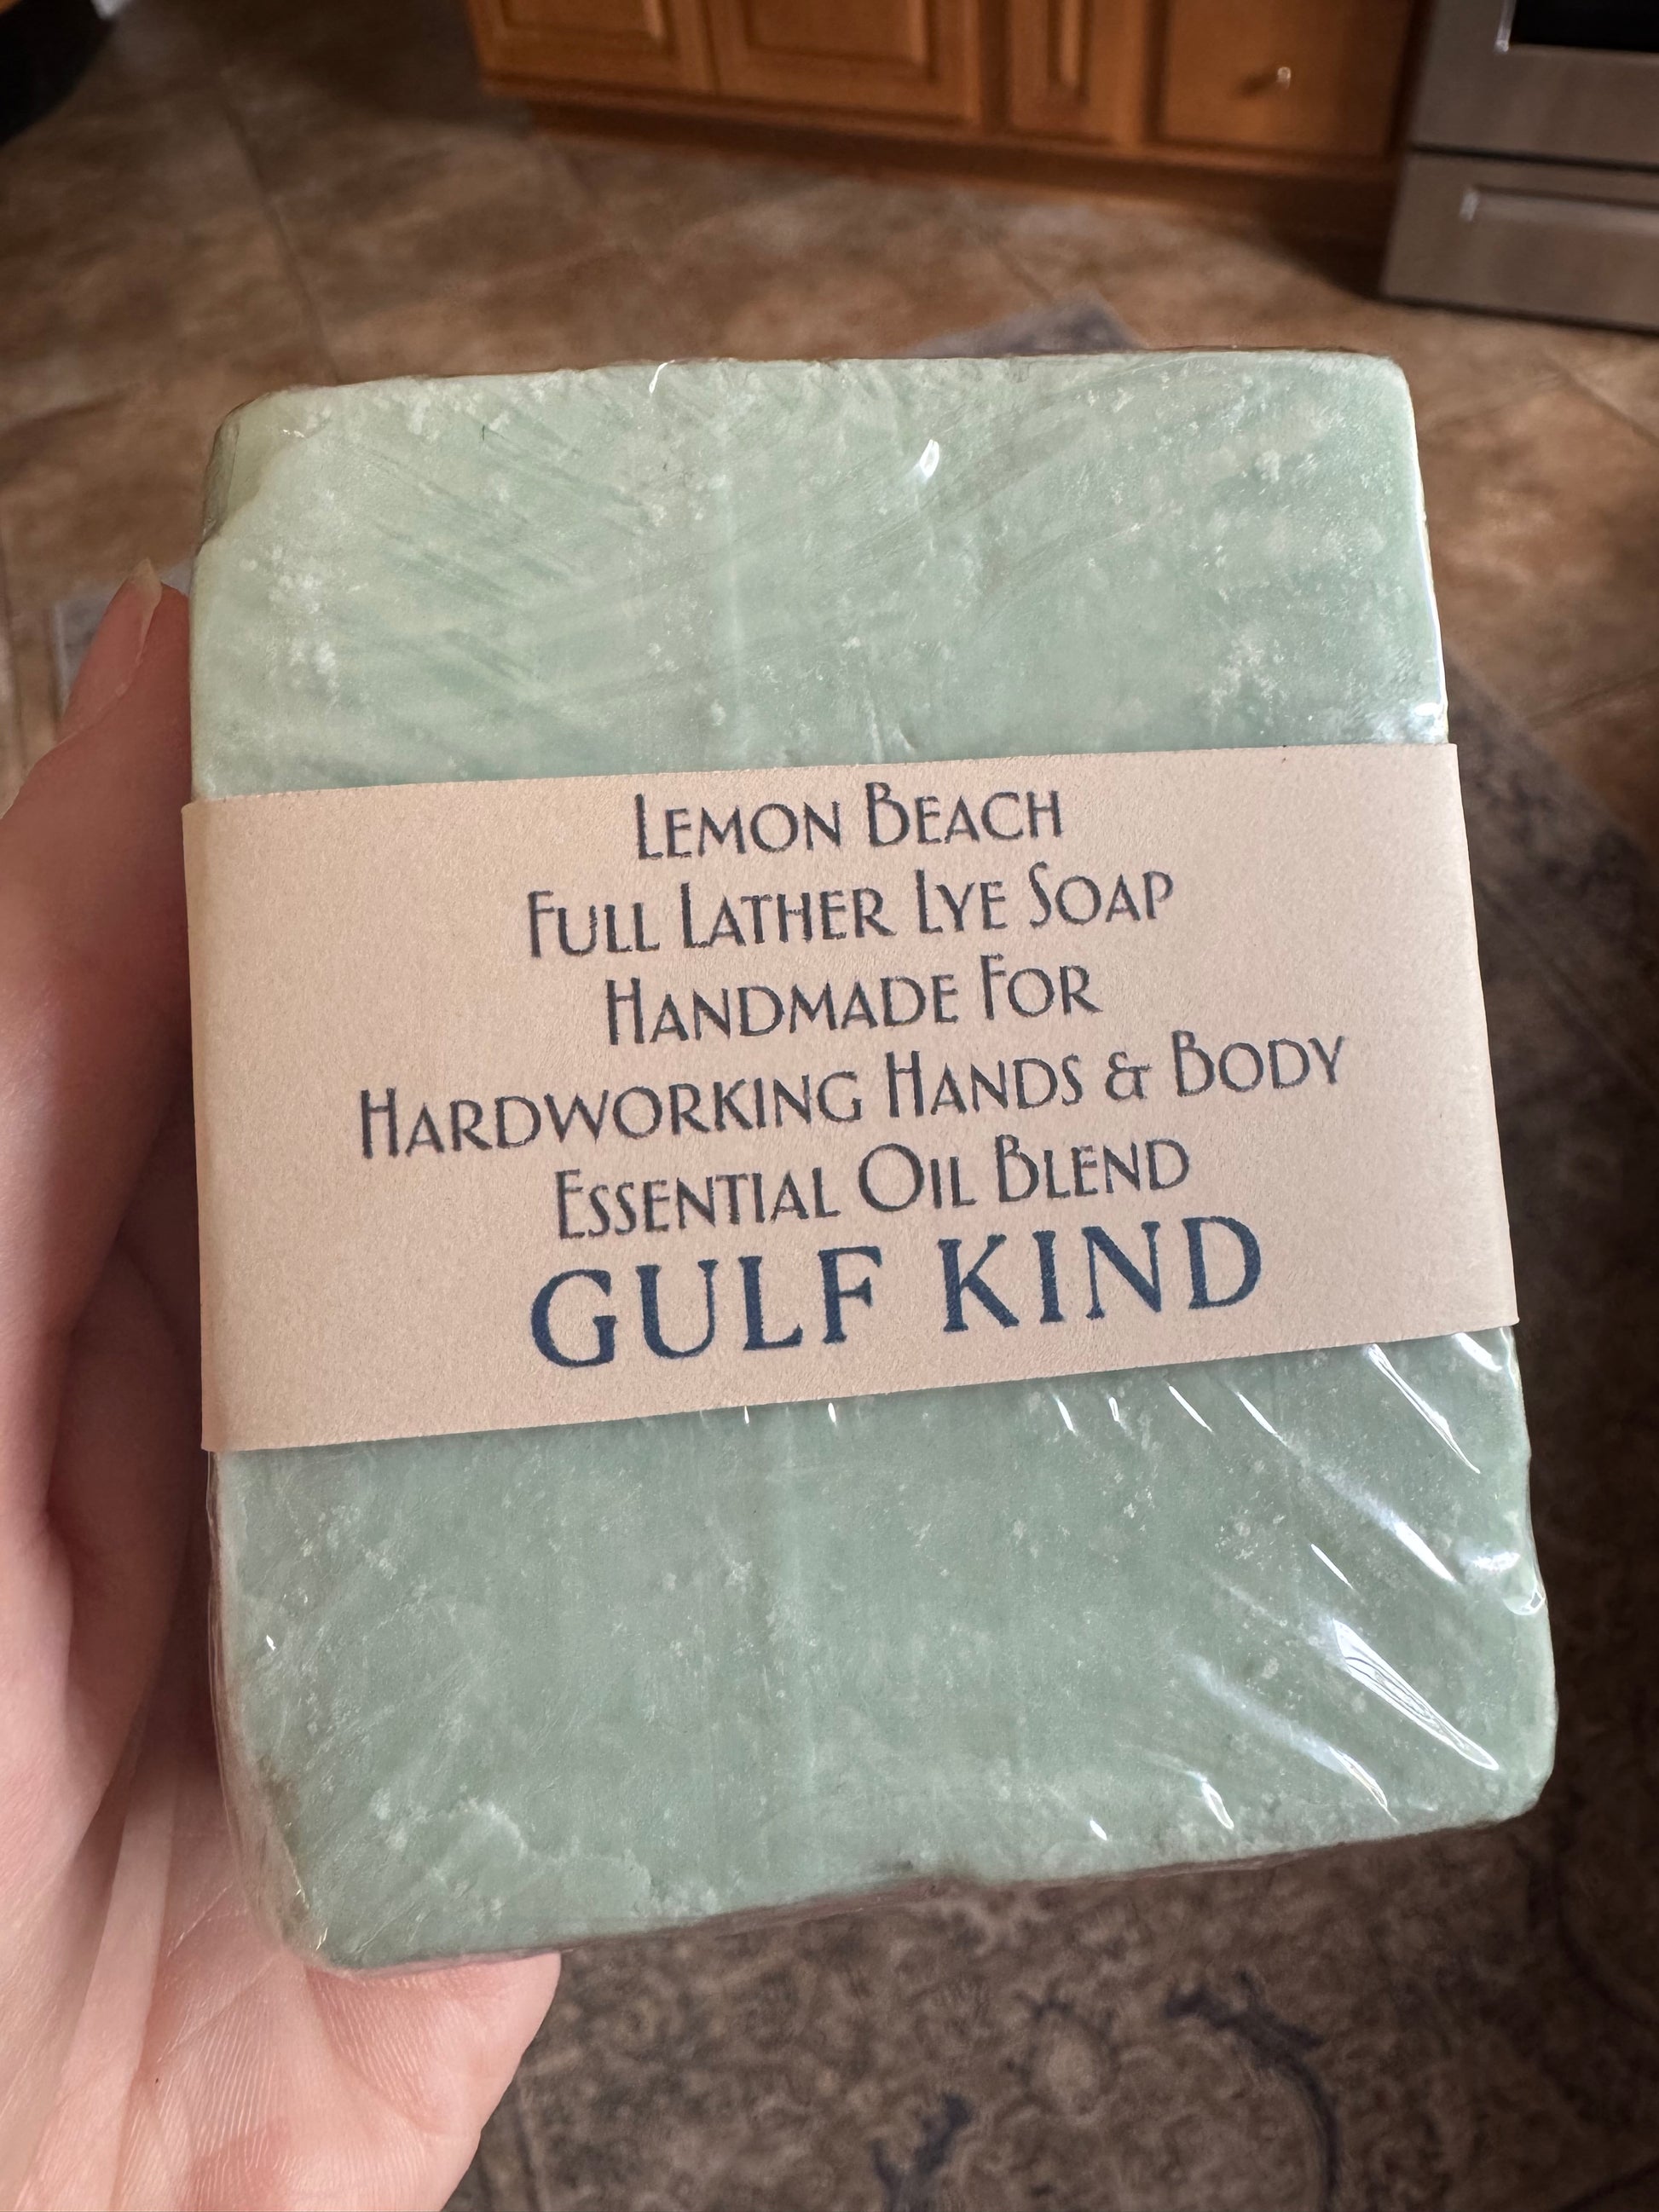 Lemon Beach
Full Lather Lye Soap
Handmade For
Hardworking Hands & Body
Essential Oil Blend
GULF KIND